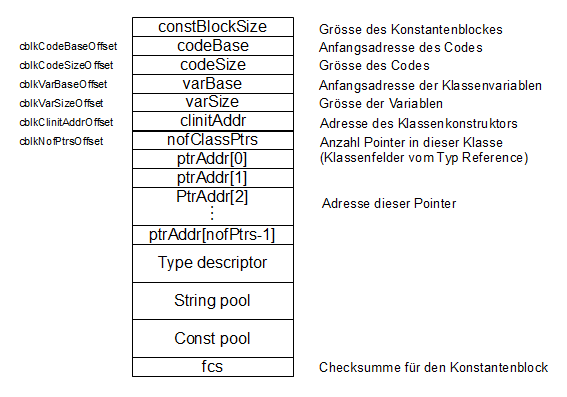 constBlockSize Grösse des Konstantenblockes
cblkCodeBaseOffset codeBase Anfangsadresse des Codes
cblkCodeSizeOffset codeSize Grösse des Codes
cblkVarBaseOffset varBase Anfangsadresse der Klassenvariablen
cblkVarSizeOffset varSize Grösse der Variablen
cblkClinitAddrOffset clinitAddr Adresse des Klassenkonstruktors
cblkNofPtrsOffset nofClassPtrs Anzahl Pointer in dieser Klasse
ptrAddr[0] (Klassenfelder vom Typ Reference)
ptrAddr[1]
PtrAddr[2] Adresse dieser Pointer
⋮
ptrAddr[nofPtrs-1]
Type descriptor
String pool
Const pool
fcs Checksumme für den Konstantenblock